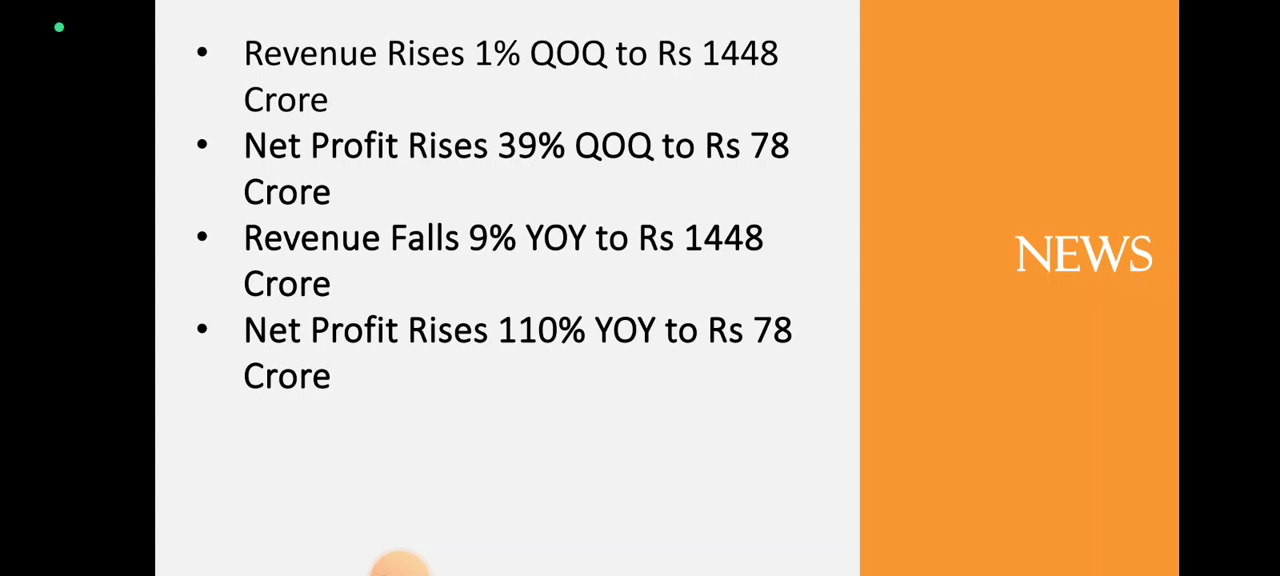 • Revenue Rises 1% QOQ to Rs 1448
Crore
• Net Profit Rises 39% QOQ to Rs 78
Crore
• Revenue Falls 9% YOY to Rs 1448
Crore
• Net Profit Rises 110% YOY to Rs 78
Crore
NEWS